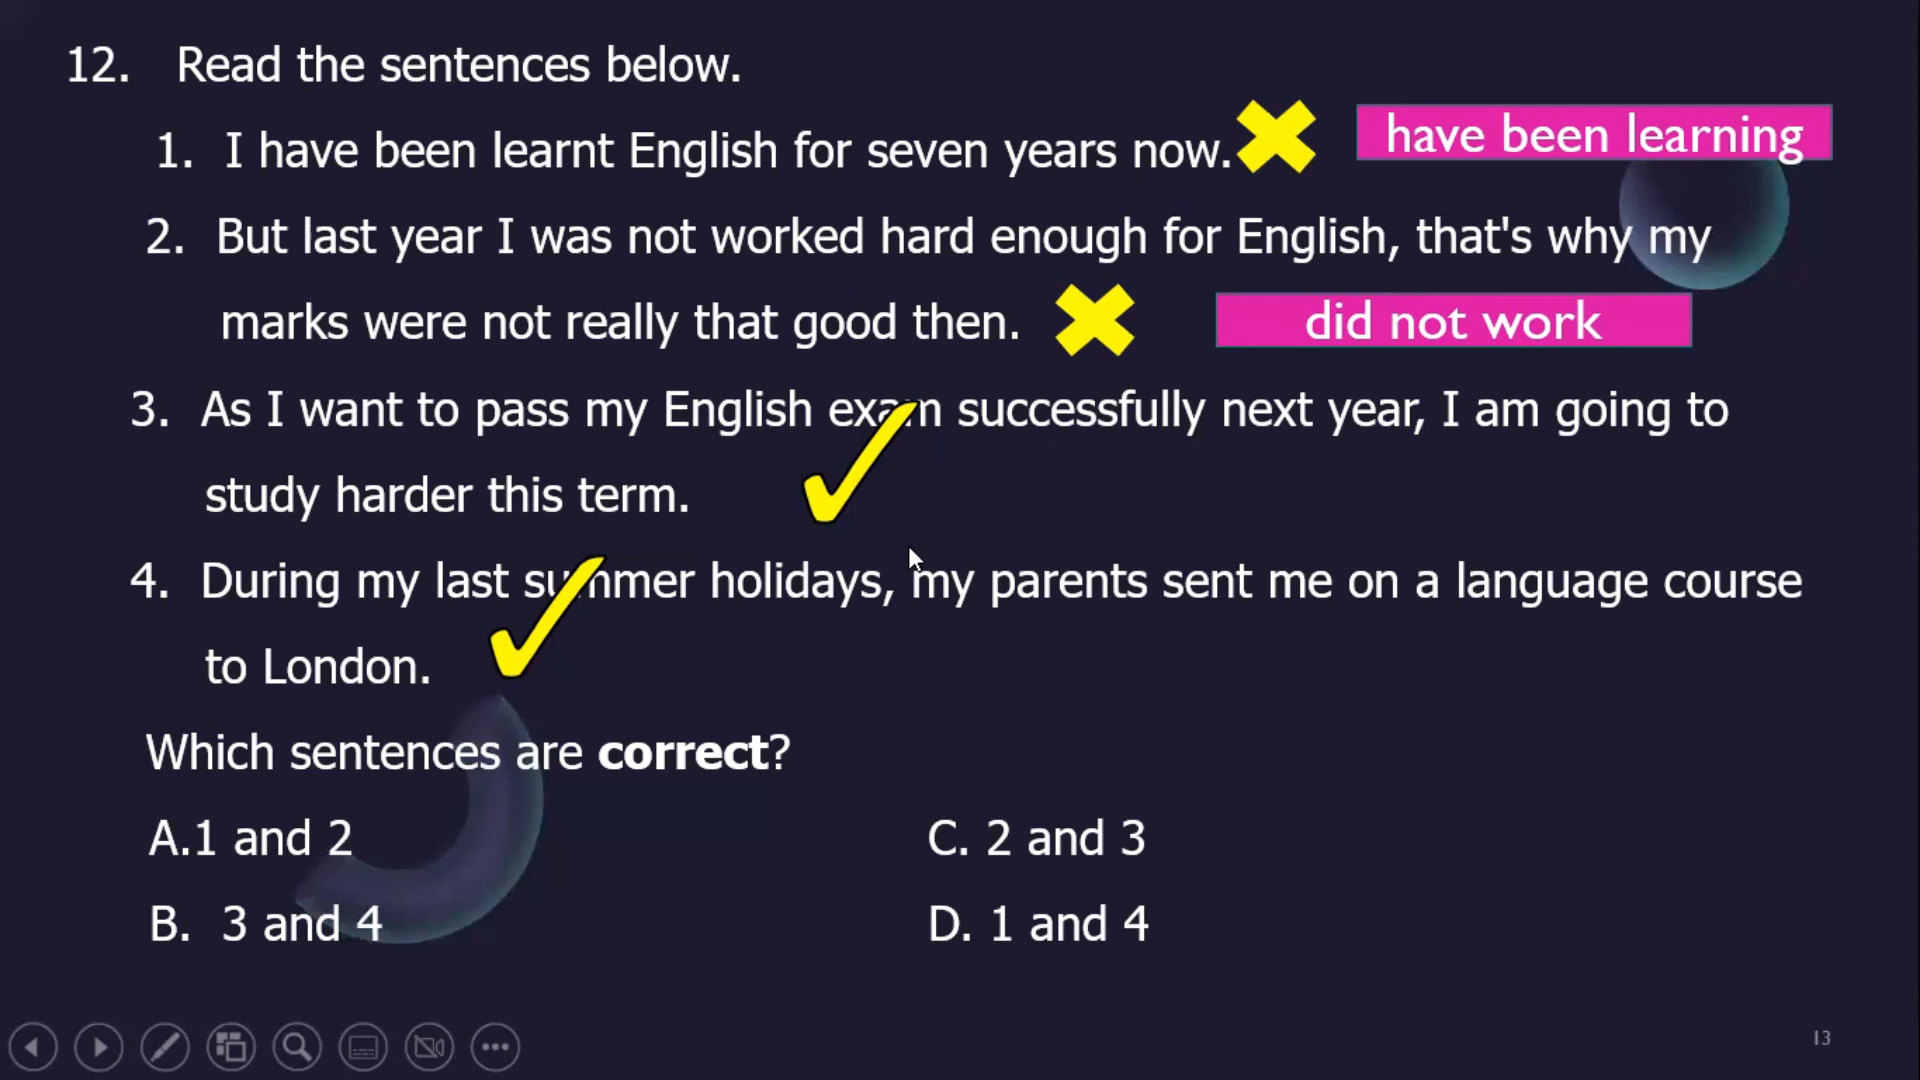 12. Read the sentences below.
1. I have been learnt English for seven years now.
have been learning
2. But last year I was not worked hard enough for English, that's why my
marks were not really that good then.
did not work
3. As I want to pass my English exam successfully next year, I am going to
study harder this term.
4. During my last summer holidays, my parents sent me on a language course
to London.
Which sentences are correct?
A.1 and 2
C. 2 and 3
B. 3 and 4
D. 1 and 4
13